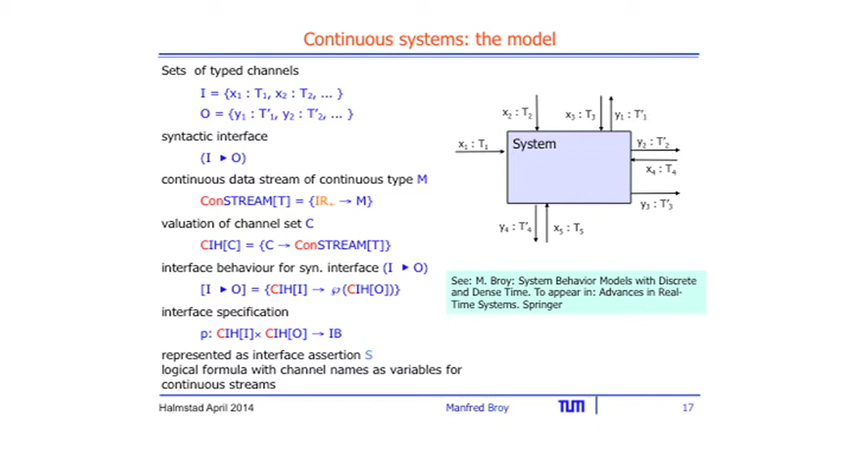 Continuous systems: the model
Sets of typed channels
I = {x₁ : T₁, x₂ : T₂, ... }
O = {y₁ : T'₁, y₂ : T'₂, ... }
syntactic interface
(I ▶ O)
continuous data stream of continuous type M
ConSTREAM[T] = {IR₊ → M}
valuation of channel set C
CIH[C] = {C → ConSTREAM[T]}
interface behaviour for syn. interface (I ▶ O)
[I ▶ O] = {CIH[I] → ℘(CIH[O])}
interface specification
p: CIH[I]× CIH[O] → IB
represented as interface assertion S
logical formula with channel names as variables for
continuous streams
x₂ : T₂
x₃ : T₃
y₁ : T'₁
x₁ : T₁
System
y₂ : T'₂
x₄ : T₄
y₃ : T'₃
y₄ : T'₄
x₅ : T₅
See: M. Broy: System Behavior Models with Discrete
and Dense Time. To appear in: Advances in Real-
Time Systems. Springer
Halmstad April 2014
Manfred Broy
TUM
17